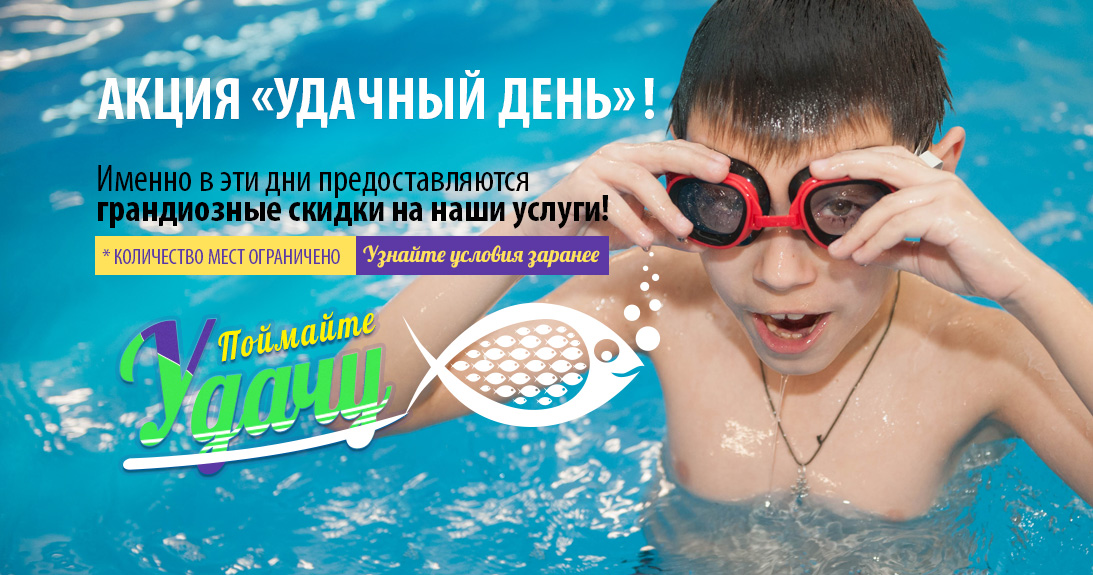 АКЦИЯ «УДАЧНЫЙ ДЕНЬ» !
Именно в эти дни предоставляются
грандиозные скидки на наши услуги!
* КОЛИЧЕСТВО МЕСТ ОГРАНИЧЕНО
Узнайте условия заранее
Поймайте
Удачу